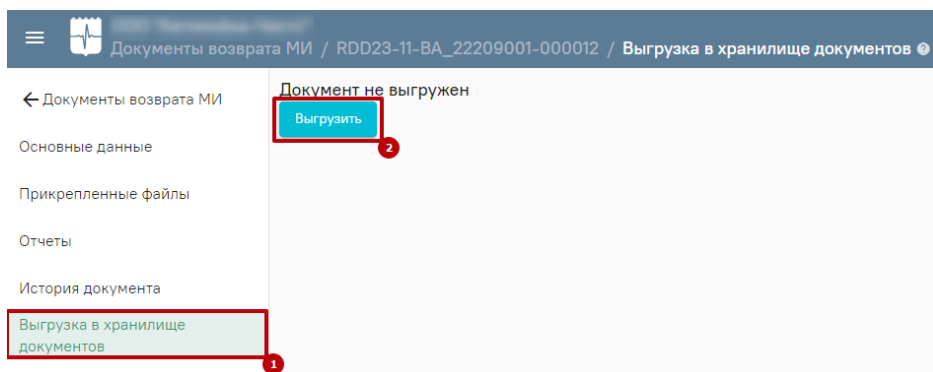 Документы возврата МИ / RDD23-11-BA_22209001-000012 / Выгрузка в хранилище документов
Документы возврата МИ
Документ не выгружен
Выгрузить
2
Основные данные
Прикрепленные файлы
Отчеты
История документа
Выгрузка в хранилище
документов
1